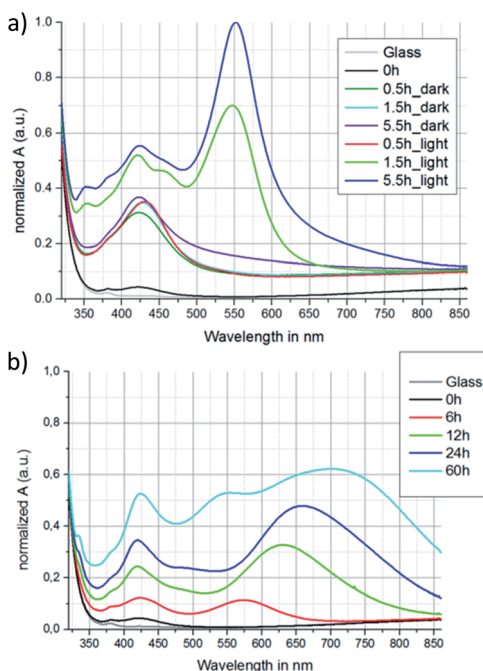 a)
normalized A (a.u.)
1.0
0.8
0.6
0.4
0.2
0.0
Glass
0h
0.5h_dark
1.5h_dark
5.5h_dark
0.5h_light
1.5h_light
5.5h_light
350 400 450 500 550 600 650 700 750 800 850
Wavelength in nm
b)
normalized A (a.u.)
1,0
0,8
0,6
0,4
0,2
0,0
Glass
0h
6h
12h
24h
60h
350 400 450 500 550 600 650 700 750 800 850
Wavelength in nm